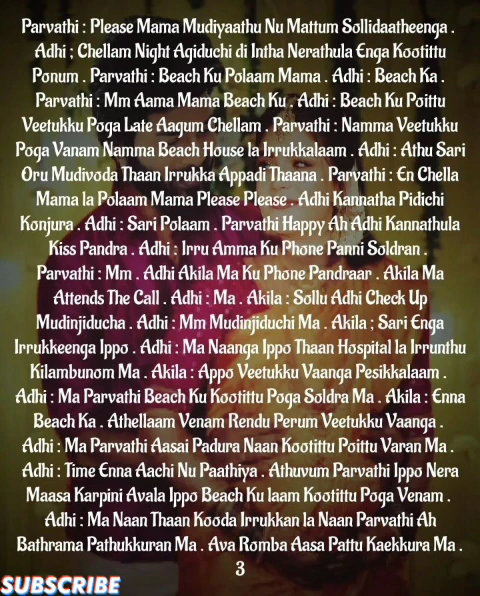 Parvathi : Please Mama Mudiyaathu Nu Mattum Sollidaatheenga .
Adhi ; Chellam Night Agiduchi di Intha Nerathula Enga Kootittu
Ponum . Parvathi : Beach Ku Polaam Mama . Adhi : Beach Ka .
Parvathi : Mm Aama Mama Beach Ku . Adhi : Beach Ku Poittu
Veetukku Poga Late Aagum Chellam . Parvathi : Namma Veetukku
Poga Vanam Namma Beach House la Irrukkalaam . Adhi : Athu Sari
Oru Mudivoda Thaan Irrukka Appadi Thaana . Parvathi : En Chella
Mama la Polaam Mama Please Please . Adhi Kannatha Pidichi
Konjura . Adhi : Sari Polaam . Parvathi Happy Ah Adhi Kannathula
Kiss Pandra . Adhi : Irru Amma Ku Phone Panni Soldran .
Parvathi : Mm . Adhi Akila Ma Ku Phone Pandraar . Akila Ma
Attends The Call . Adhi : Ma . Akila : Sollu Adhi Check Up
Mudinjiducha . Adhi : Mm Mudinjiduchi Ma . Akila ; Sari Enga
Irrukkeenga Ippo . Adhi : Ma Naanga Ippo Thaan Hospital la Irrunthu
Kilambunom Ma . Akila : Appo Veetukku Vaanga Pesikkalaam .
Adhi : Ma Parvathi Beach Ku Kootittu Poga Soldra Ma . Akila : Enna
Beach Ka . Athellaam Venam Rendu Perum Veetukku Vaanga .
Adhi : Ma Parvathi Aasai Padura Naan Kootittu Poittu Varan Ma .
Adhi : Time Enna Aachi Nu Paathiya . Athuvum Parvathi Ippo Nera
Maasa Karpini Avala Ippo Beach Ku laam Kootittu Poga Venam .
Adhi : Ma Naan Thaan Kooda Irrukkan la Naan Parvathi Ah
Bathrama Pathukkuran Ma . Ava Romba Aasa Pattu Kaekkura Ma .
3
SUBSCRIBE